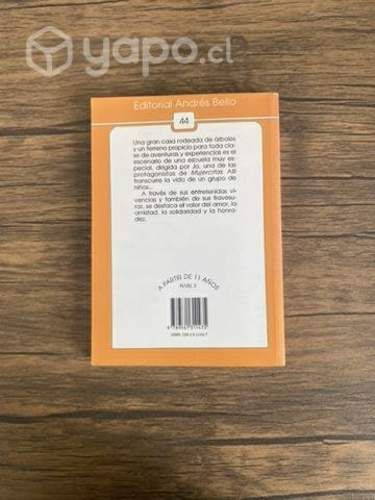 yapo.cl
Editorial Andrés Bello
44
Una gran casa rodeada de árboles
y un terreno propicio para toda cla-
se de aventuras y experiencias es el
escenario de una escuela muy es-
pecial, dirigida por Jo, una de las
protagonistas de Mujercitas. Allí
transcurre la vida de un grupo de
niños...
A través de sus entretenidas vi-
vencias y también de sus travesu-
ras, se destaca el valor del amor, la
amistad, la solidaridad y la honra-
dez.
A PARTIR DE 11 AÑOS